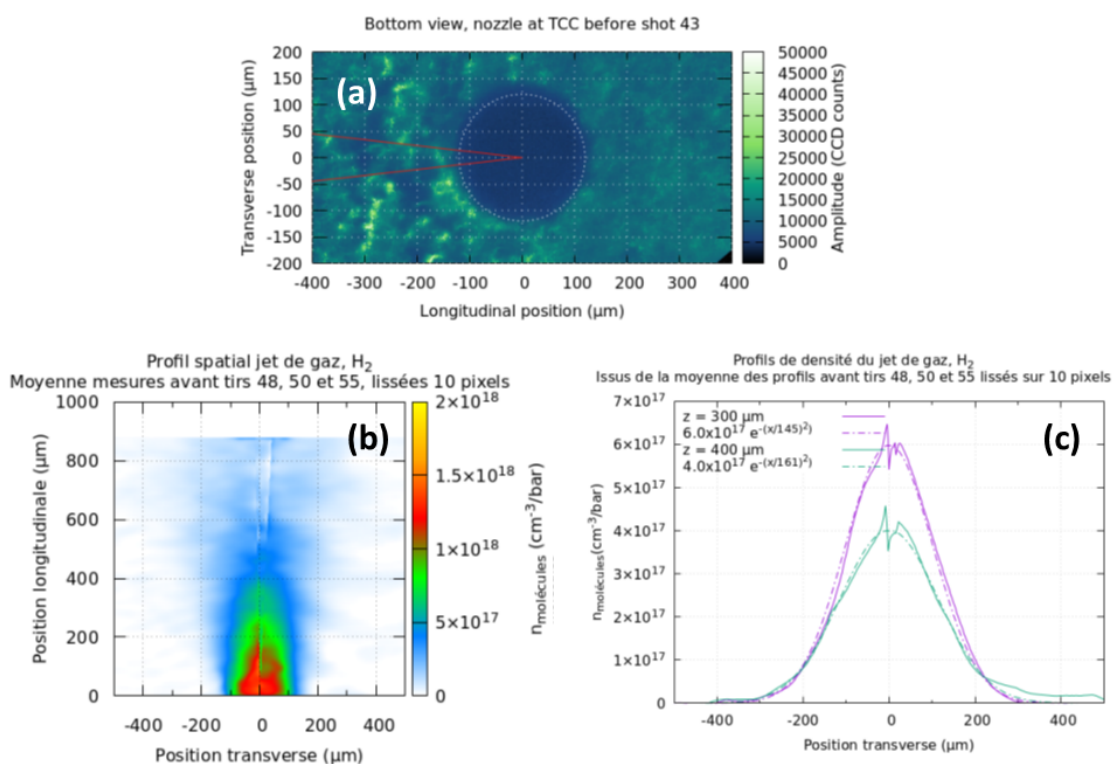 Bottom view, nozzle at TCC before shot 43
(a)
Transverse position (µm)
200
150
100
50
0
-50
-100
-150
-200
-400 -300 -200 -100 0 100 200 300 400
Longitudinal position (µm)
50000
45000
40000
35000
30000
25000
20000
15000
10000
5000
0
Amplitude (CCD counts)
Profil spatial jet de gaz, H2
Moyenne mesures avant tirs 48, 50 et 55, lissées 10 pixels
(b)
Position longitudinale (µm)
1000
800
600
400
200
0
-400 -200 0 200 400
Position transverse (µm)
2×10^18
1.5×10^18
1×10^18
5×10^17
0
nmolécules (cm^-3/bar)
Profils de densité du jet de gaz, H2
Issus de la moyenne des profils avant tirs 48, 50 et 55 lissés sur 10 pixels
(c)
z = 300 µm
6.0x10^17 e^-(x/145)^2)
z = 400 µm
4.0x10^17 e^-(x/161)^2)
nmolécules(cm^-3/bar)
7×10^17
6×10^17
5×10^17
4×10^17
3×10^17
2×10^17
1×10^17
0
-400 -200 0 200 400
Position transverse (µm)